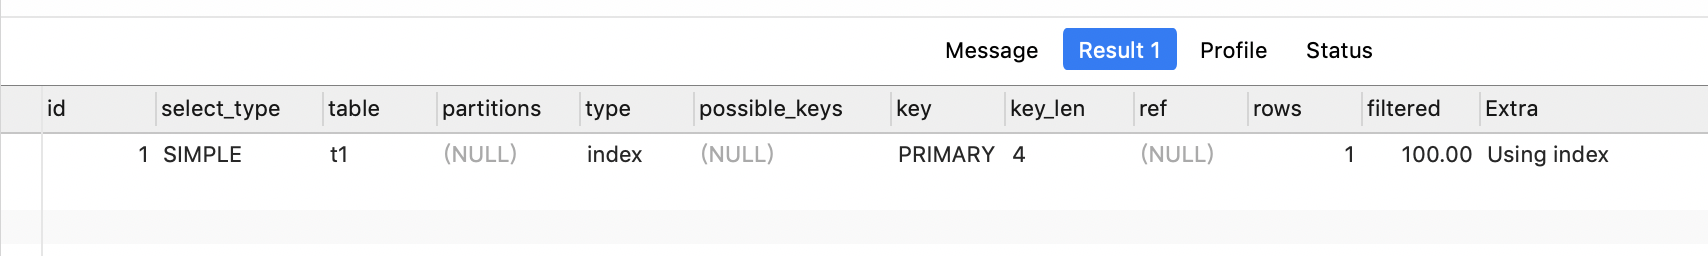 Message Result 1 Profile Status
id select_type table partitions type possible_keys key key_len ref rows filtered Extra
1 SIMPLE t1 (NULL) index (NULL) PRIMARY 4 (NULL) 1 100.00 Using index